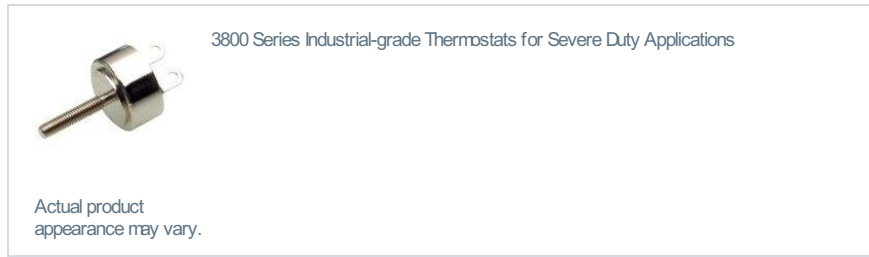 3800 Series Industrial-grade Thermostats for Severe Duty Applications
Actual product
appearance may vary.